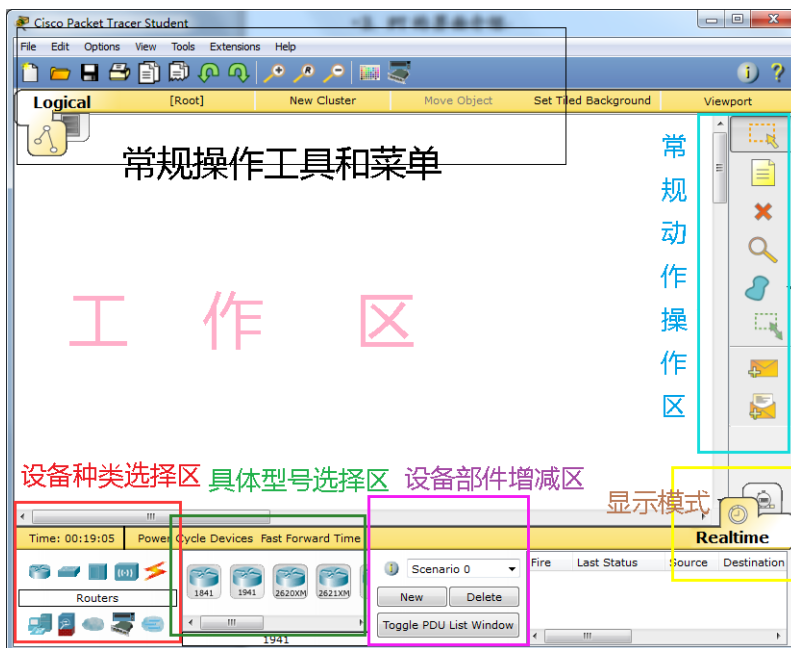 Cisco Packet Tracer Student
File Edit Options View Tools Extensions Help
Logical [Root] New Cluster Move Object Set Tiled Background Viewport
常规操作工具和菜单
常规动作操作区
工作区
设备种类选择区 具体型号选择区 设备部件增减区 显示模式
Time: 00:19:05 Power Cycle Devices Fast Forward Time Realtime
Fire Last Status Source Destination
Scenario 0
1841 1941 2620XM 2621XM
Routers
New Delete
Toggle PDU List Window
1941